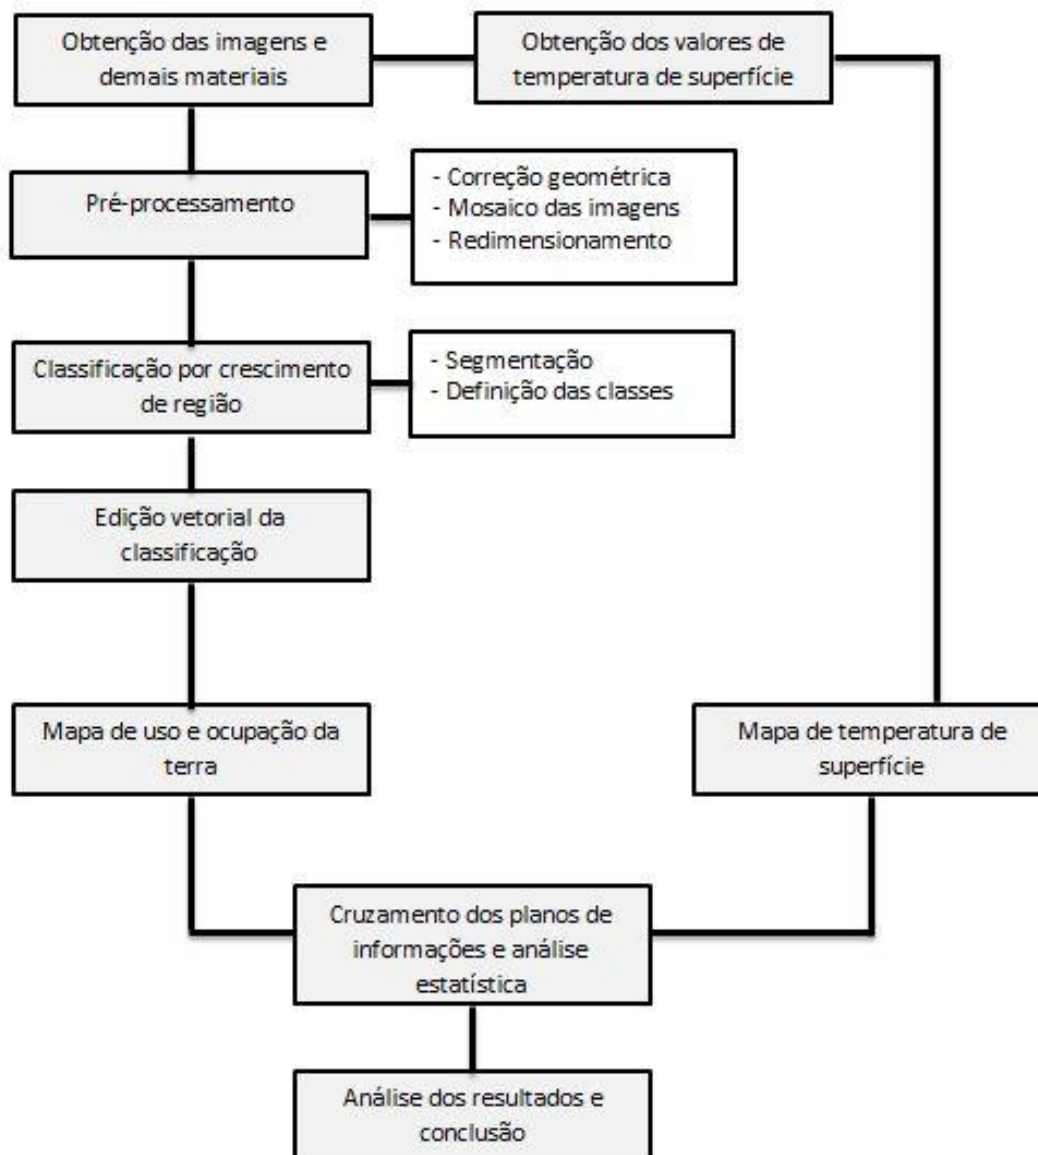 Obtenção das imagens e
demais materiais
Obtenção dos valores de
temperatura de superfície
Pré-processamento
- Correção geométrica
- Mosaico das imagens
- Redimensionamento
Classificação por crescimento
de região
- Segmentação
- Definição das classes
Edição vetorial da
classificação
Mapa de uso e ocupação da
terra
Mapa de temperatura de
superfície
Cruzamento dos planos de
informações e análise
estatística
Análise dos resultados e
conclusão